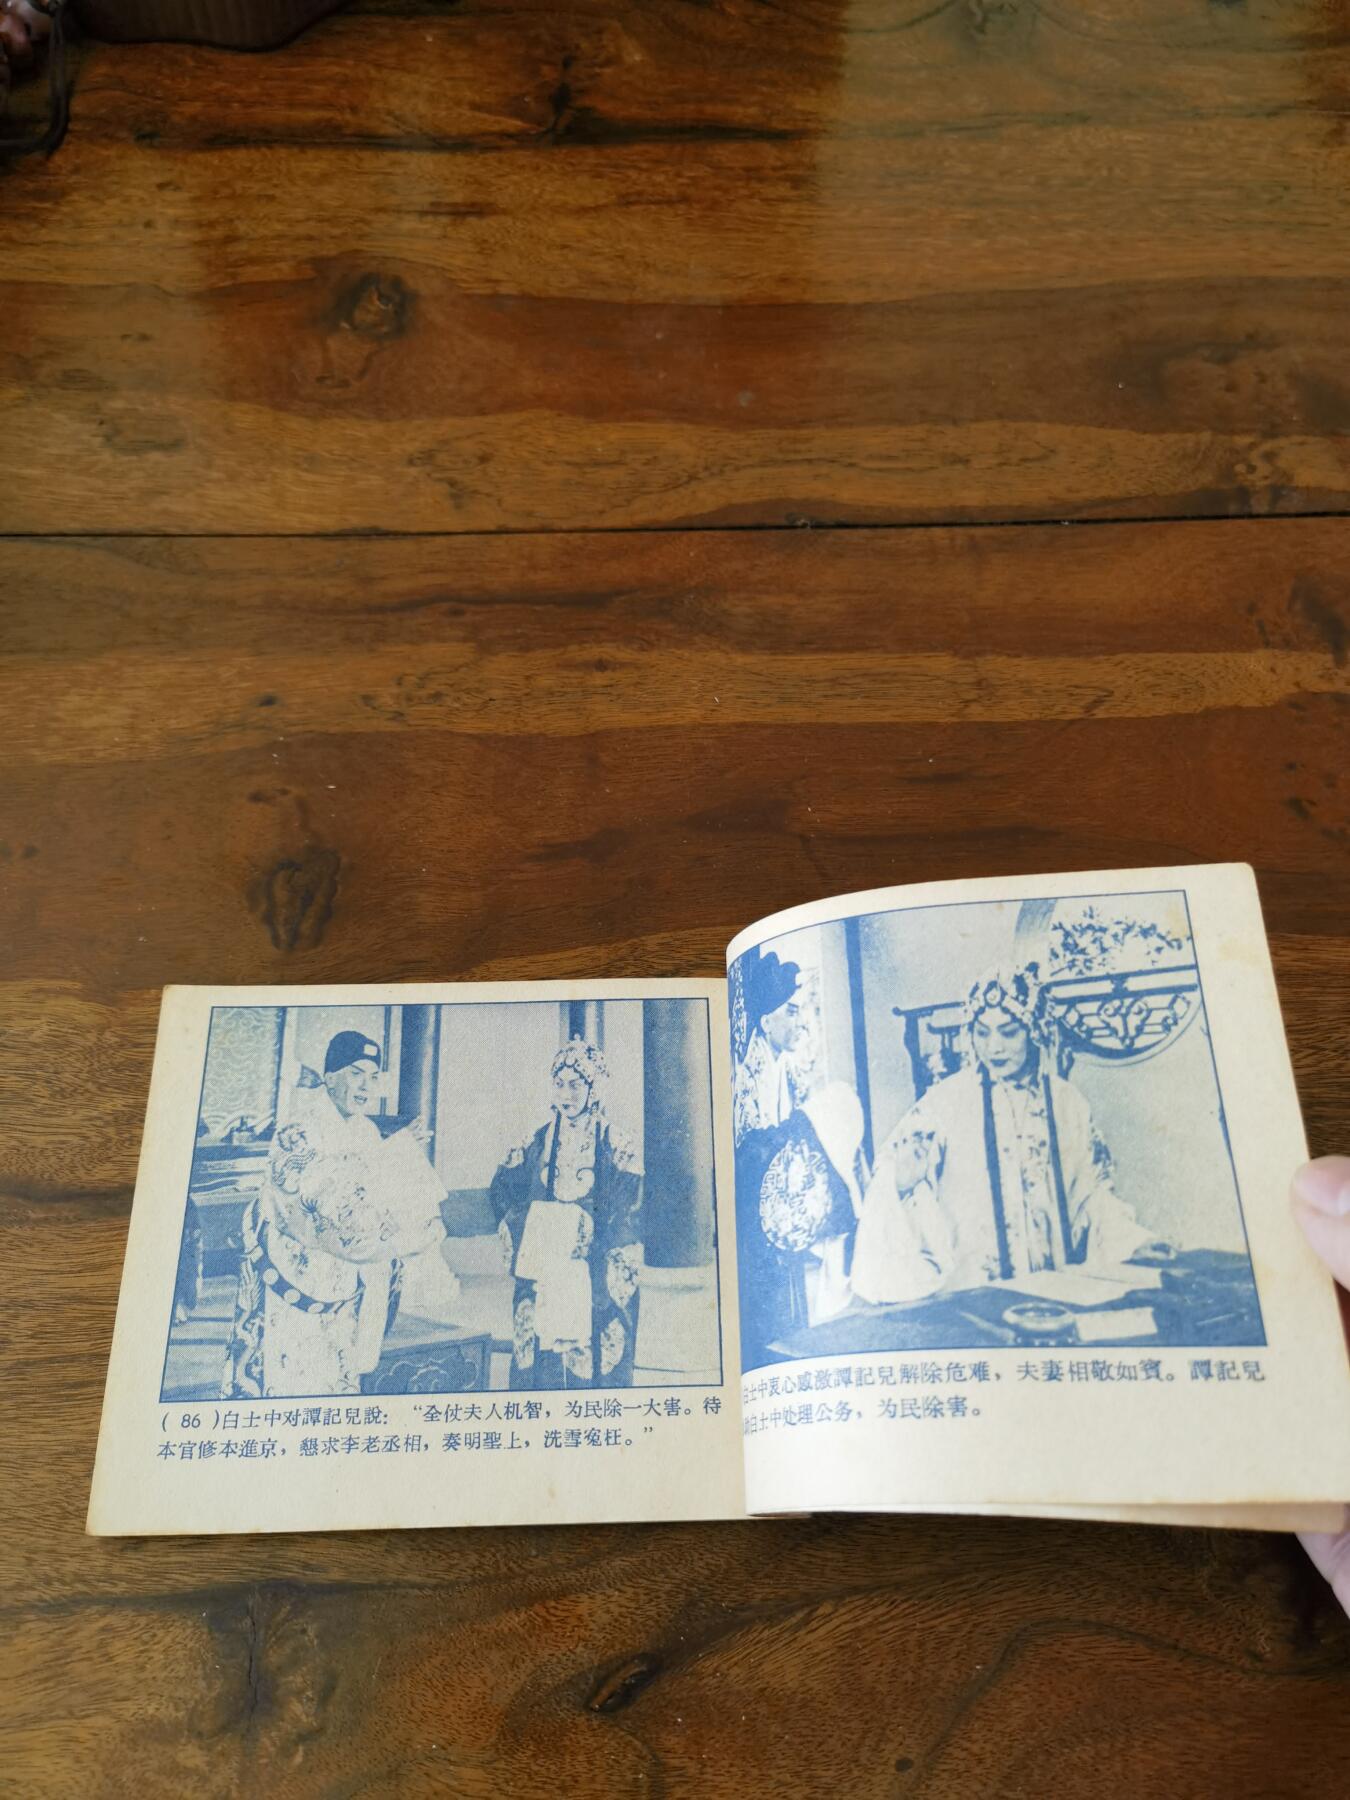 (86)白士中对譚記兒說：“全仗夫人机智，为民除一大害。待
本官修本進京，懇求李老丞相，奏明聖上，洗雪寃枉。”
白士中衷心感激譚記兒解除危难，夫妻相敬如賓。譚記兒
白士中处理公务，为民除害。